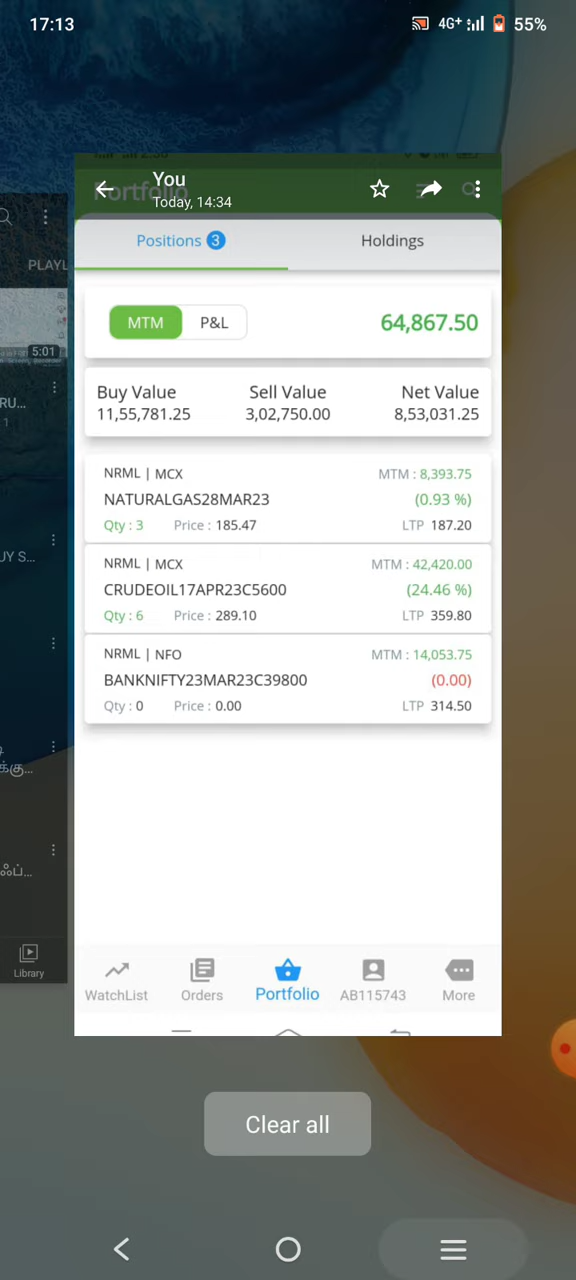 17:13
4G+
55%
Portfolio
You
Today, 14:34
PLAYL
5:01
RU...
1
UY S...
க்கு...
ஃப்...
Library
Positions 3
Holdings
MTM
P&L
64,867.50
Buy Value
Sell Value
Net Value
11,55,781.25
3,02,750.00
8,53,031.25
NRML | MCX
MTM : 8,393.75
NATURALGAS28MAR23
(0.93 %)
Qty : 3
Price : 185.47
LTP 187.20
NRML | MCX
MTM : 42,420.00
CRUDEOIL17APR23C5600
(24.46 %)
Qty : 6
Price : 289.10
LTP 359.80
NRML | NFO
MTM : 14,053.75
BANKNIFTY23MAR23C39800
(0.00)
Qty : 0
Price : 0.00
LTP 314.50
WatchList
Orders
Portfolio
AB115743
More
Clear all